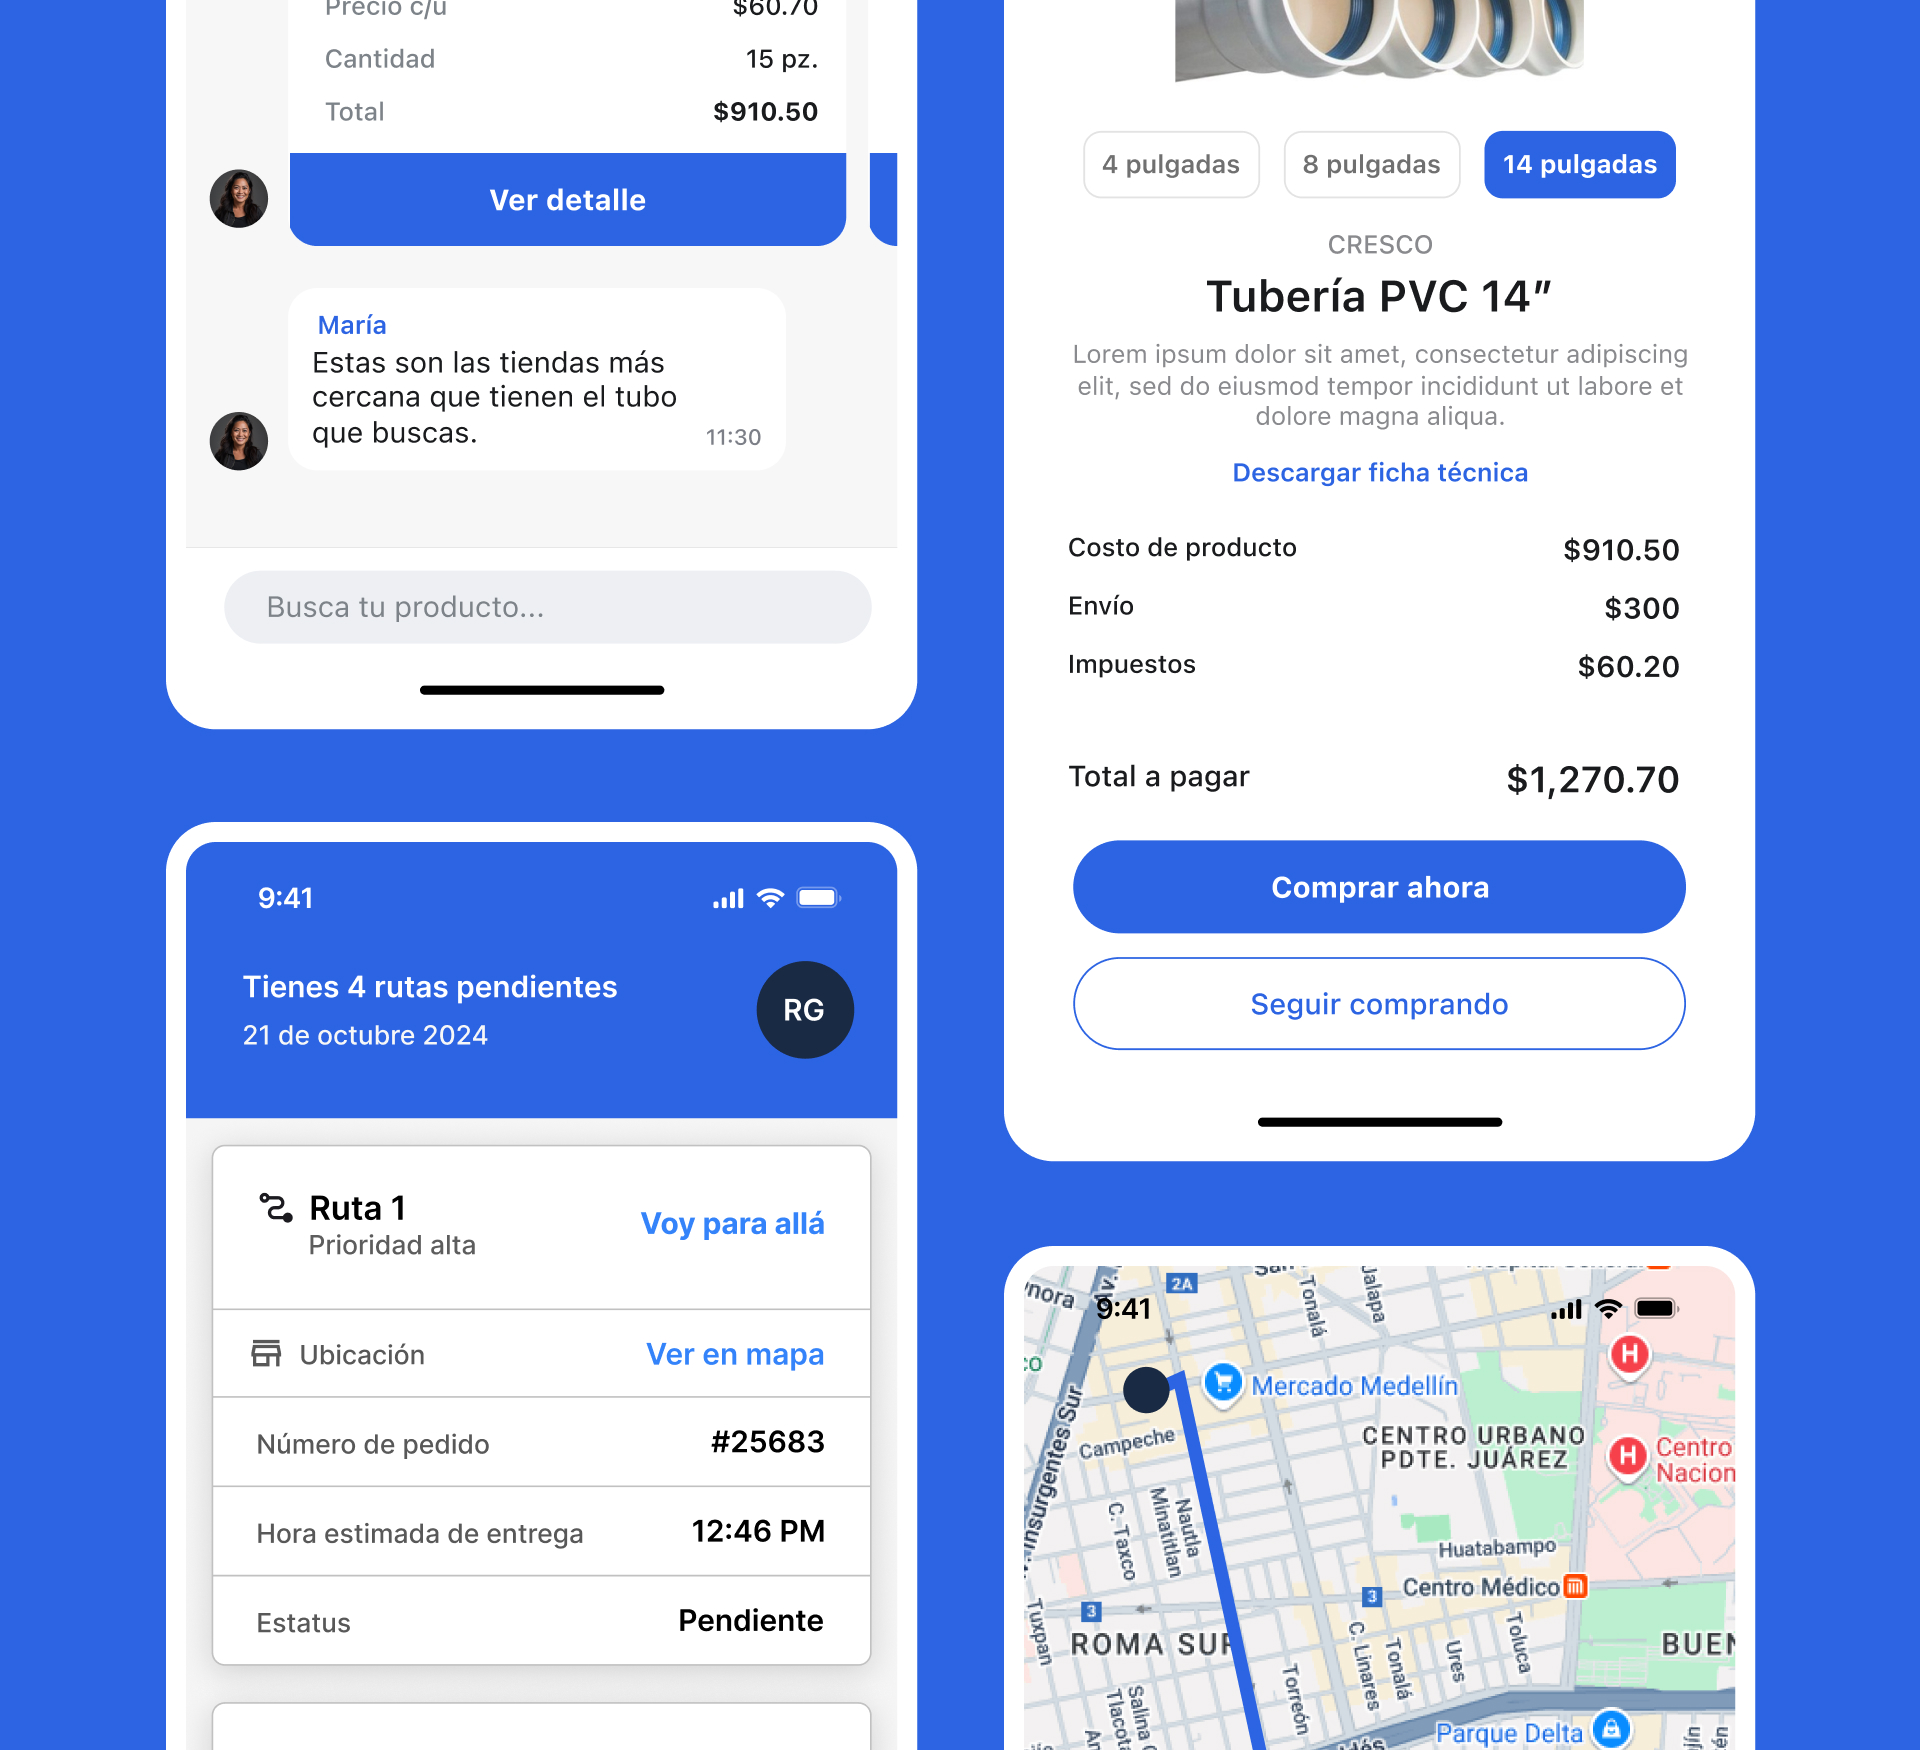 Precio c/u
$60.70
Cantidad
15 pz.
Total
$910.50
Ver detalle
María
Estas son las tiendas más
cercana que tienen el tubo
que buscas.
11:30
Busca tu producto...
9:41
Tienes 4 rutas pendientes
21 de octubre 2024
RG
Ruta 1
Prioridad alta
Voy para allá
Ubicación
Ver en mapa
Número de pedido
#25683
Hora estimada de entrega
12:46 PM
Estatus
Pendiente
4 pulgadas
8 pulgadas
14 pulgadas
CRESCO
Tubería PVC 14”
Lorem ipsum dolor sit amet, consectetur adipiscing
elit, sed do eiusmod tempor incididunt ut labore et
dolore magna aliqua.
Descargar ficha técnica
Costo de producto
$910.50
Envío
$300
Impuestos
$60.20
Total a pagar
$1,270.70
Comprar ahora
Seguir comprando
9:41
2A
Av.
Tonalá
Jalapa
H
Mercado Medellín
Insurgentes Sur
Campeche
CENTRO URBANO
PDTE. JUÁREZ
H
Centro
Nacion
C. Taxco
Minatitlan
Nautla
Huatabampo
Centro Médico
3
3
Tuxpan
ROMA SUR
C. Linares
Tonalá
Ures
Toluca
BUEN
Torreón
Salina
Tlacota
Parque Delta